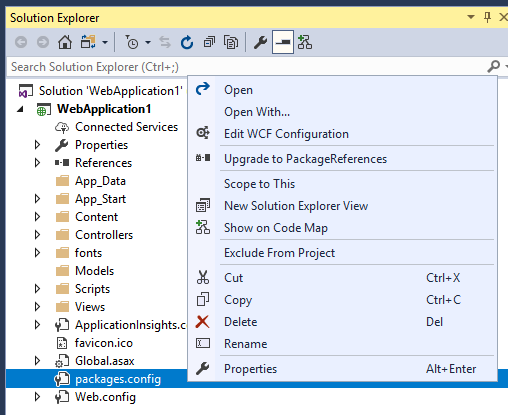 Solution Explorer
Search Solution Explorer (Ctrl+;)
Solution 'WebApplication1'
WebApplication1
Connected Services
Properties
References
App_Data
App_Start
Content
Controllers
fonts
Models
Scripts
Views
ApplicationInsights.c
favicon.ico
Global.asax
packages.config
Web.config
Open
Open With...
Edit WCF Configuration
Upgrade to PackageReferences
Scope to This
New Solution Explorer View
Show on Code Map
Exclude From Project
Cut Ctrl+X
Copy Ctrl+C
Delete Del
Rename
Properties Alt+Enter